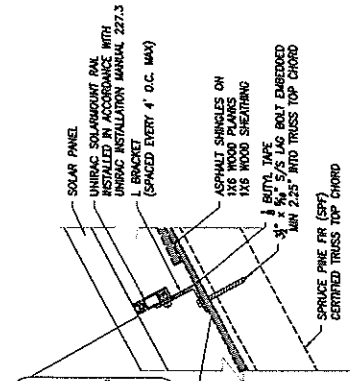 SOLAR PANEL
UNIRAC SOLARMOUNT RAIL
INSTALLED IN ACCORDANCE WITH
UNIRAC INSTALLATION MANUAL 227.3
L BRACKET
(SPACED EVERY 4' O.C. MAX)
ASPHALT SHINGLES ON
1X6 WOOD PLANKS
1X6 WOOD SHEATHING
BUTYL TAPE
S/S LAG BOLT EMBEDDED
MIN 2.25" INTO TRUSS TOP CHORD
SPRUCE PINE FIR (SPF)
CERTIFIED TRUSS TOP CHORD